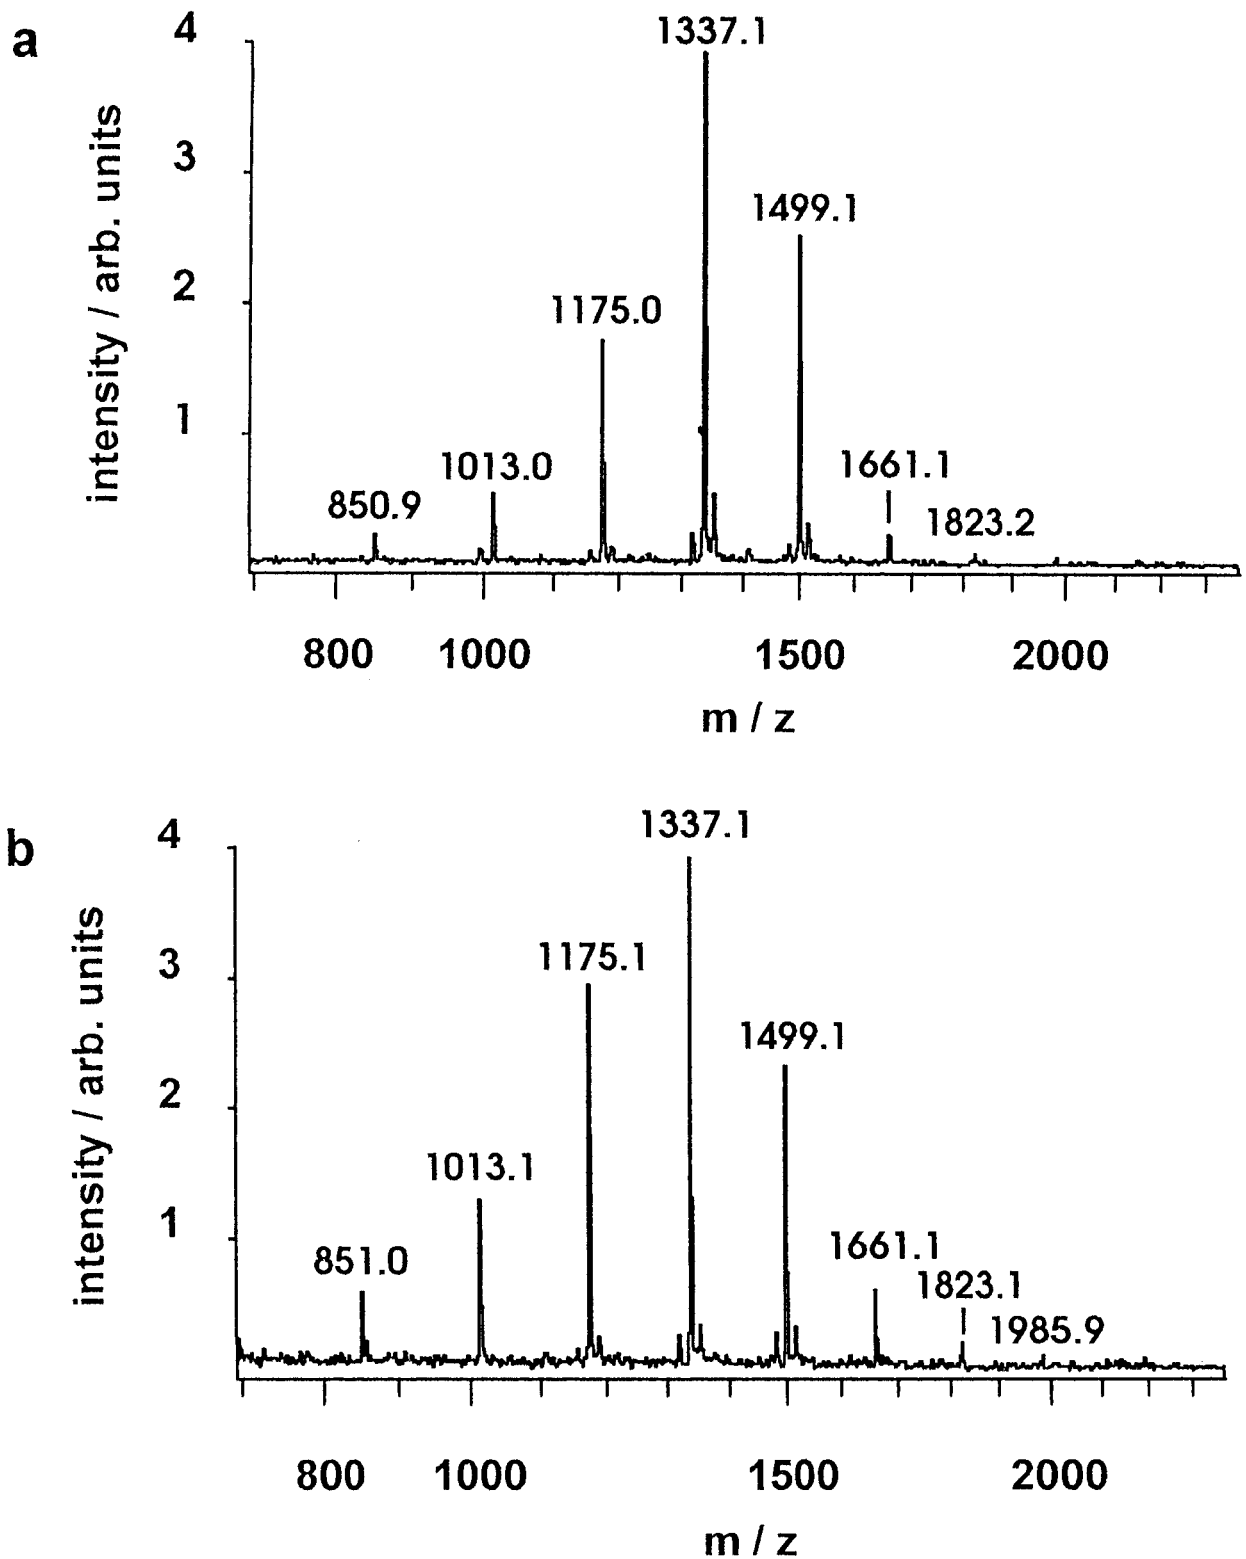 a
intensity / arb. units
4
3
2
1
1337.1
1499.1
1175.0
1013.0
850.9
1661.1
1823.2
800 1000 1500 2000
m / z
b
intensity / arb. units
4
3
2
1
1337.1
1175.1
1499.1
1013.1
851.0
1661.1
1823.1
1985.9
800 1000 1500 2000
m / z